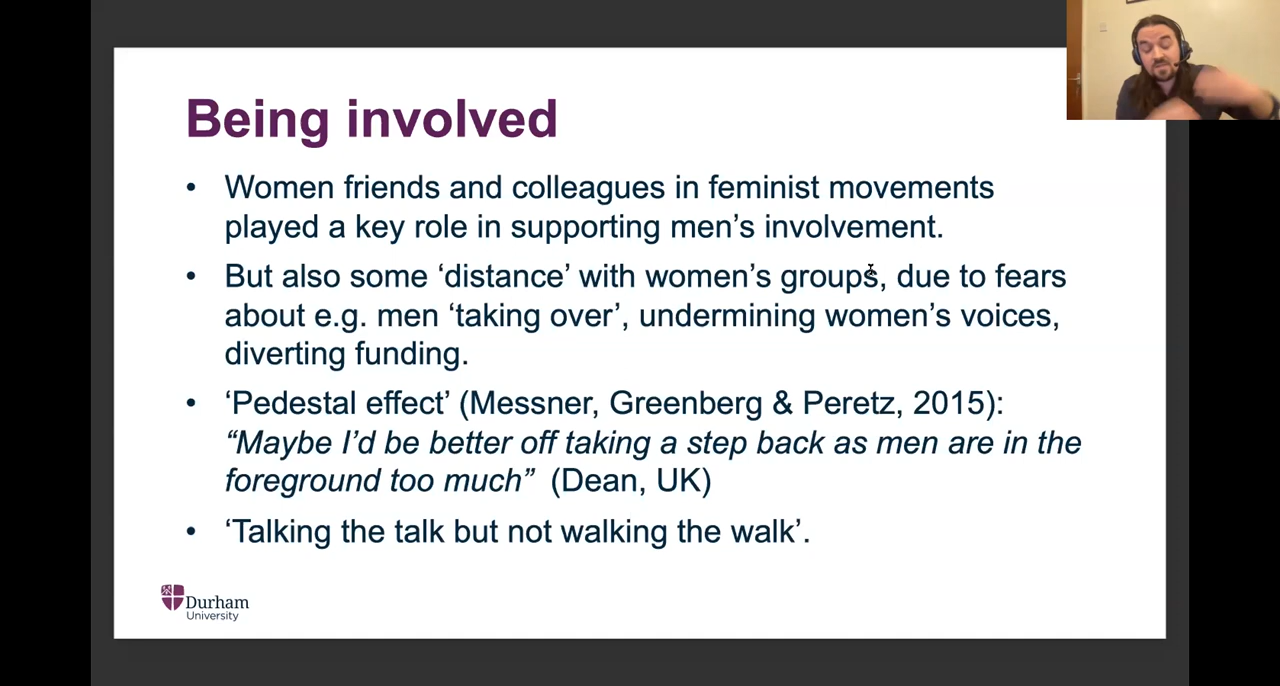 Being involved
• Women friends and colleagues in feminist movements
played a key role in supporting men’s involvement.
• But also some ‘distance’ with women’s groups, due to fears
about e.g. men ‘taking over’, undermining women’s voices,
diverting funding.
• ‘Pedestal effect’ (Messner, Greenberg & Peretz, 2015):
“Maybe I’d be better off taking a step back as men are in the
foreground too much” (Dean, UK)
• ‘Talking the talk but not walking the walk’.
Durham
University